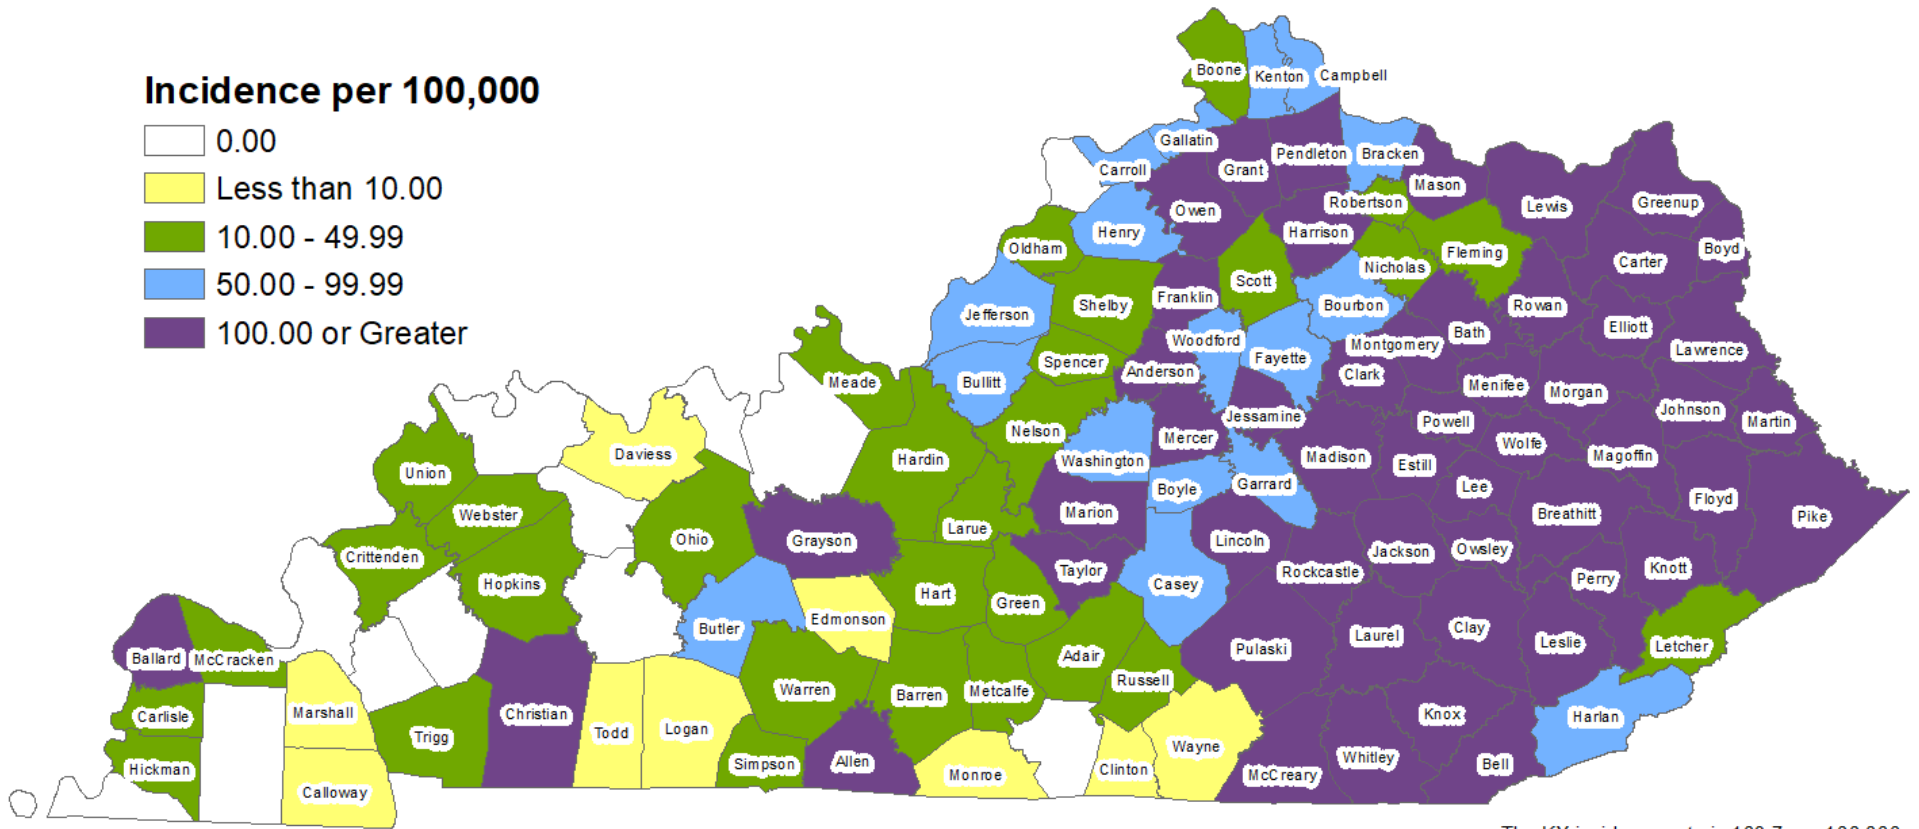 Incidence per 100,000
0.00
Less than 10.00
10.00 - 49.99
50.00 - 99.99
100.00 or Greater
Boone
Kenton
Campbell
Gallatin
Carroll
Grant
Pendleton
Bracken
Mason
Owen
Robertson
Lewis
Greenup
Henry
Harrison
Oldham
Fleming
Boyd
Carter
Nicholas
Scott
Shelby
Franklin
Bourbon
Rowan
Jefferson
Elliott
Bath
Woodford
Montgomery
Lawrence
Fayette
Spencer
Anderson
Clark
Bullitt
Meade
Menifee
Morgan
Johnson
Jessamine
Powell
Martin
Nelson
Mercer
Wolfe
Daviess
Hardin
Washington
Madison
Estill
Magoffin
Union
Boyle
Garrard
Lee
Floyd
Webster
Marion
Breathitt
Pike
Larue
Ohio
Grayson
Lincoln
Jackson
Owsley
Crittenden
Hopkins
Taylor
Casey
Rockcastle
Perry
Knott
Hart
Green
Edmonson
Butler
Laurel
Clay
Leslie
Letcher
Ballard
McCracken
Adair
Pulaski
Russell
Warren
Barren
Metcalfe
Carlisle
Marshall
Christian
Knox
Harlan
Trigg
Todd
Logan
Wayne
Hickman
Simpson
Allen
Monroe
Clinton
McCreary
Whitley
Bell
Calloway